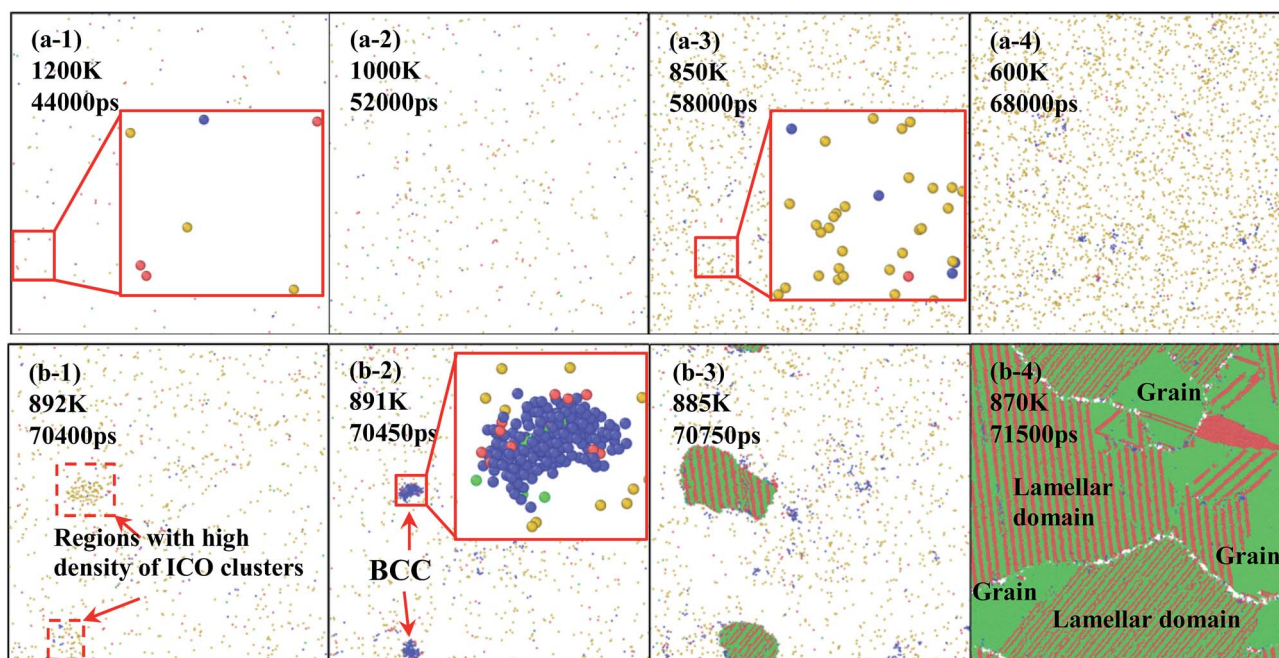 (a-1)
1200K
44000ps
(a-2)
1000K
52000ps
(a-3)
850K
58000ps
(a-4)
600K
68000ps
(b-1)
892K
70400ps
Regions with high
density of ICO clusters
(b-2)
891K
70450ps
BCC
(b-3)
885K
70750ps
(b-4)
870K
71500ps
Grain
Lamellar
domain
Grain
Grain
Lamellar domain